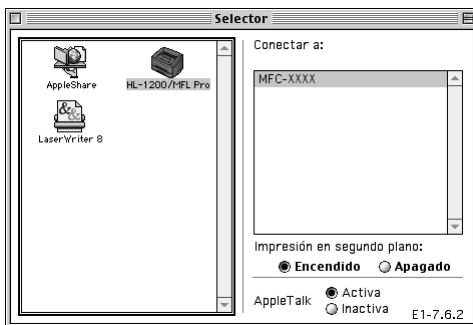 Selector
AppleShare
HL-1200/MFL Pro
LaserWriter 8
Conectar a:
MFC-XXXX
Impresión en segundo plano:
Encendido Apagado
AppleTalk
Activa
Inactiva
E1-7.6.2